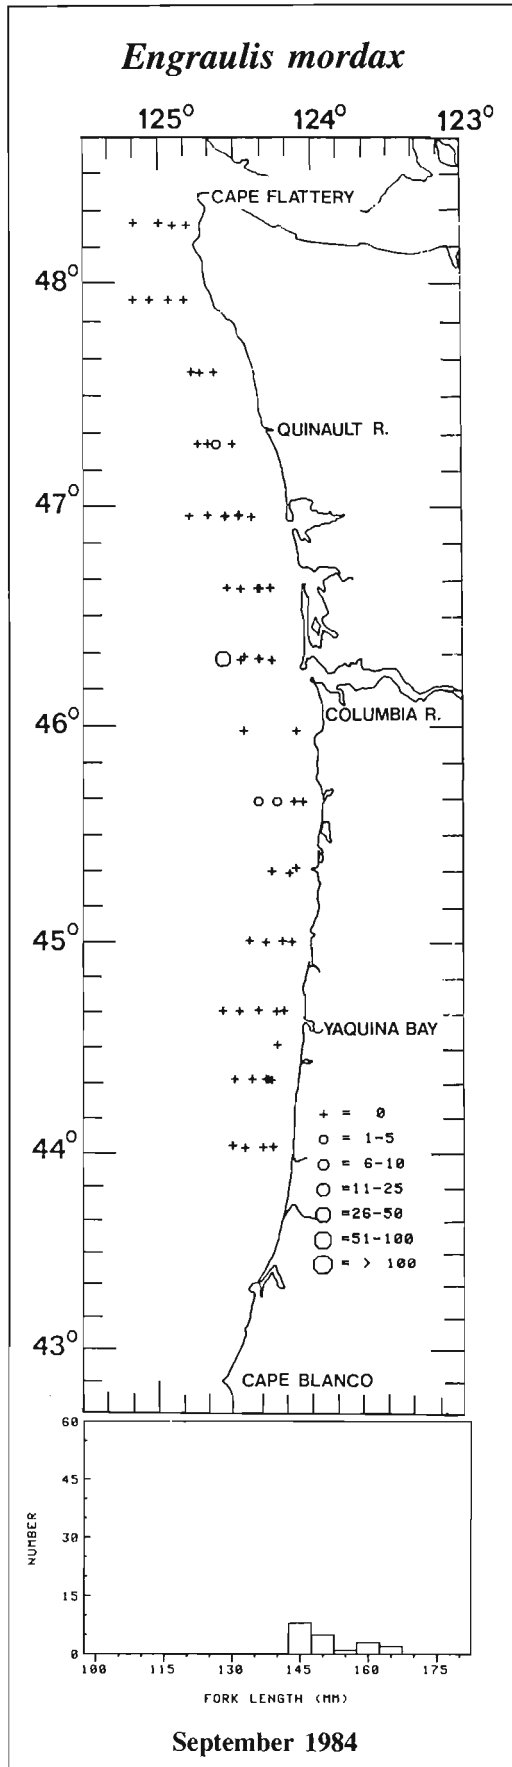 Engraulis mordax
125° 124° 123°
CAPE FLATTERY
48°
QUINAULT R.
47°
46°
COLUMBIA R.
45°
YAQUINA BAY
+ = 0
○ = 1-5
○ = 6-10
○ =11-25
○ =26-50
○ =51-100
○ = > 100
44°
43°
CAPE BLANCO
60
45
30
15
0
NUMBER
100 115 130 145 160 175
FORK LENGTH (MM)
September 1984